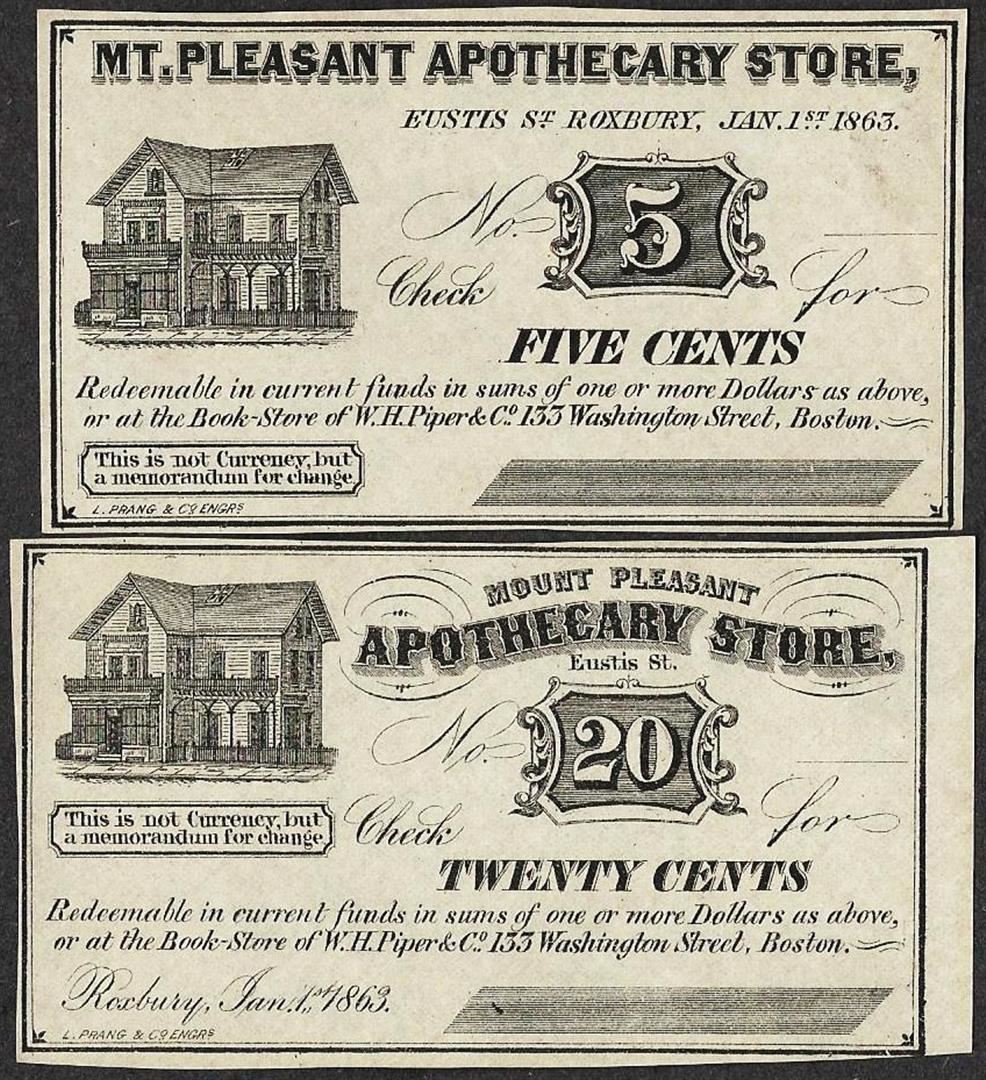 MT. PLEASANT APOTHECARY STORE,
EUSTIS ST. ROXBURY, JAN. 1ST. 1863.
No.
5
Check
for
FIVE CENTS
Redeemable in current funds in sums of one or more Dollars as above,
or at the Book-Store of W.H. Piper & Co. 133 Washington Street, Boston.
This is not Currency, but
a memorandum for change.
L. PRANG & CO ENGRS
MOUNT PLEASANT
APOTHECARY STORE,
Eustis St.
No.
20
This is not Currency, but
a memorandum for change.
Check
for
TWENTY CENTS
Redeemable in current funds in sums of one or more Dollars as above,
or at the Book-Store of W.H. Piper & Co. 133 Washington Street, Boston.
Roxbury, Jan. 1st, 1863.
L. PRANG & CO ENGRS